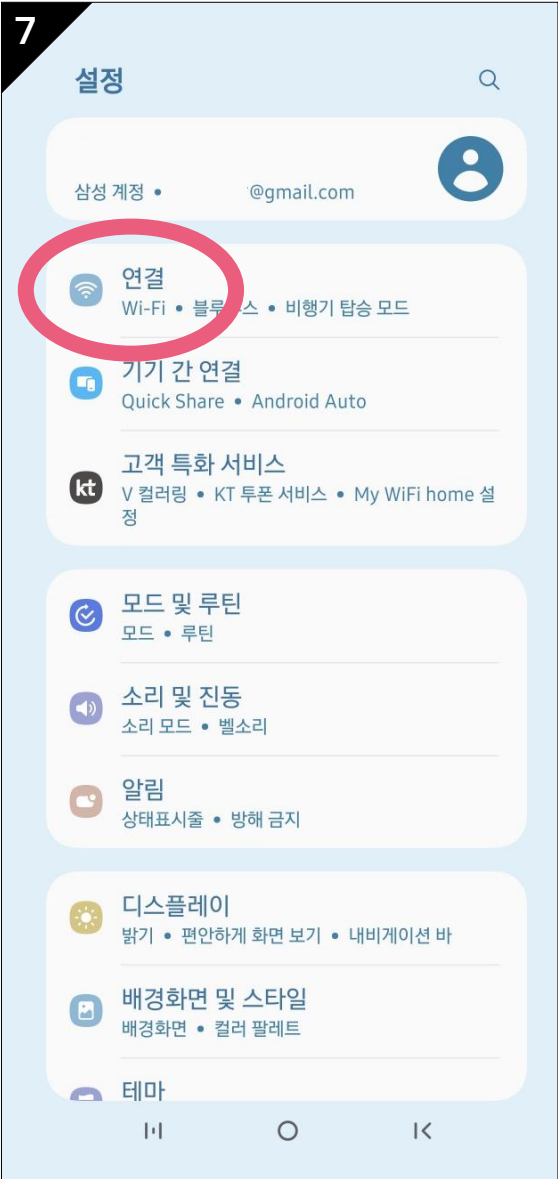 7
설정
삼성 계정 • @gmail.com
연결
Wi-Fi • 블루 스 • 비행기 탑승 모드
기기 간 연결
Quick Share • Android Auto
kt
고객 특화 서비스
V 컬러링 • KT 투폰 서비스 • My WiFi home 설
정
모드 및 루틴
모드 • 루틴
소리 및 진동
소리 모드 • 벨소리
알림
상태표시줄 • 방해 금지
디스플레이
밝기 • 편안하게 화면 보기 • 내비게이션 바
배경화면 및 스타일
배경화면 • 컬러 팔레트
테마